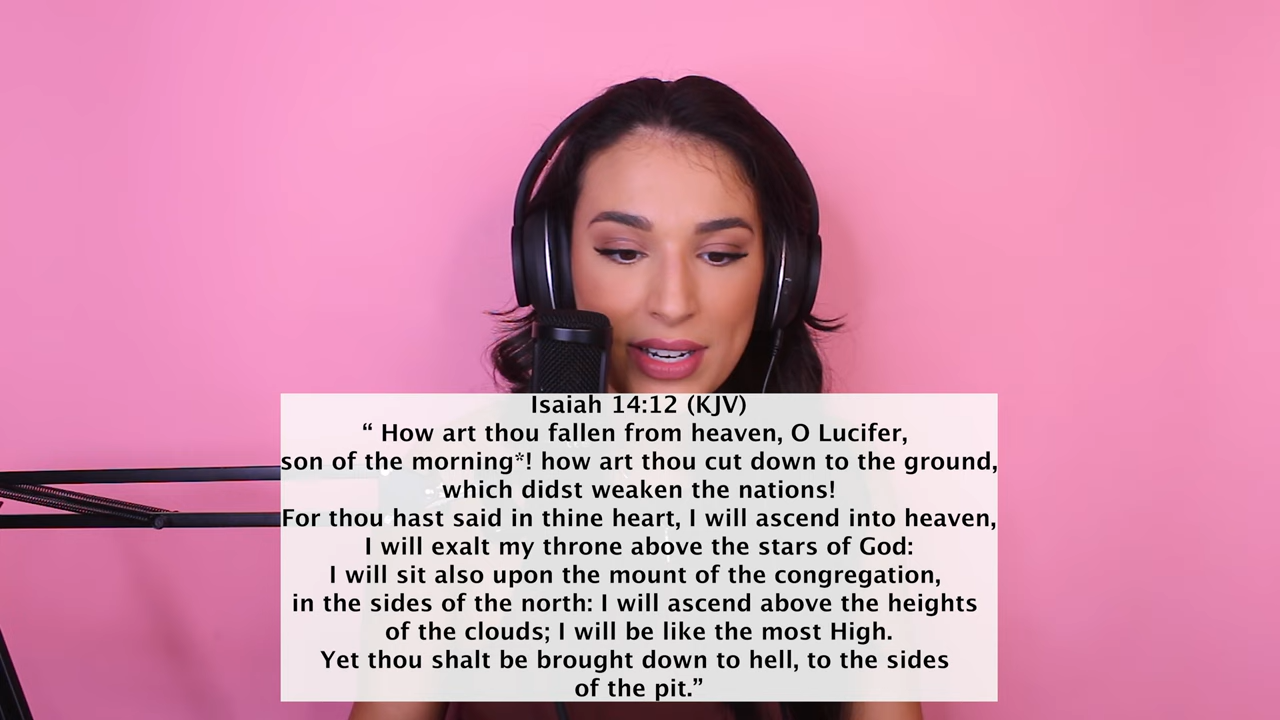 Isaiah 14:12 (KJV)
“ How art thou fallen from heaven, O Lucifer,
son of the morning*! how art thou cut down to the ground,
which didst weaken the nations!
For thou hast said in thine heart, I will ascend into heaven,
I will exalt my throne above the stars of God:
I will sit also upon the mount of the congregation,
in the sides of the north: I will ascend above the heights
of the clouds; I will be like the most High.
Yet thou shalt be brought down to hell, to the sides
of the pit.”